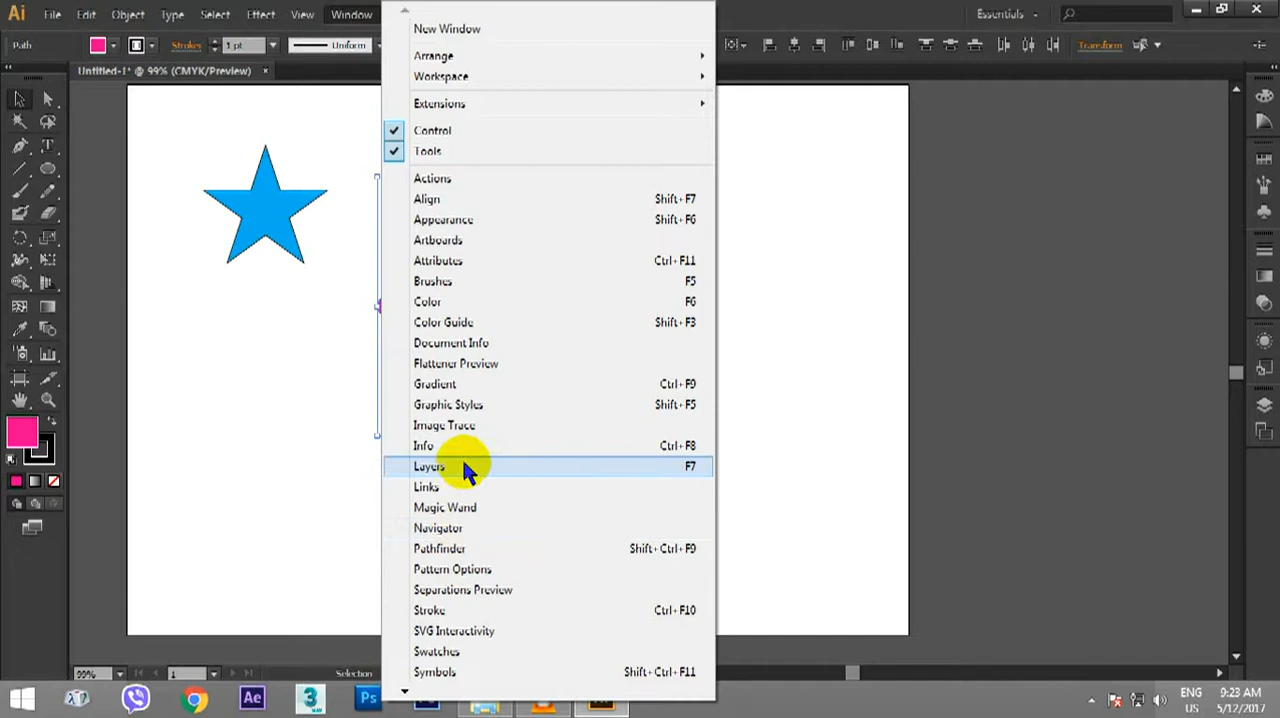 Ai File Edit Object Type Select Effect View Window Essentials
Path Stroke: 1 pt Uniform Transform
Untitled-1* @ 99% (CMYK/Preview) ×
New Window
Arrange
Workspace
Extensions
Control
Tools
Actions
Align Shift+F7
Appearance Shift+F6
Artboards
Attributes Ctrl+F11
Brushes F5
Color F6
Color Guide Shift+F3
Document Info
Flattener Preview
Gradient Ctrl+F9
Graphic Styles Shift+F5
Image Trace
Info Ctrl+F8
Layers F7
Links
Magic Wand
Navigator
Pathfinder Shift+Ctrl+F9
Pattern Options
Separations Preview
Stroke Ctrl+F10
SVG Interactivity
Swatches
Symbols Shift+Ctrl+F11
99% 1 Selection
Ae 3 Ps ENG 9:23 AM
US 5/12/2017